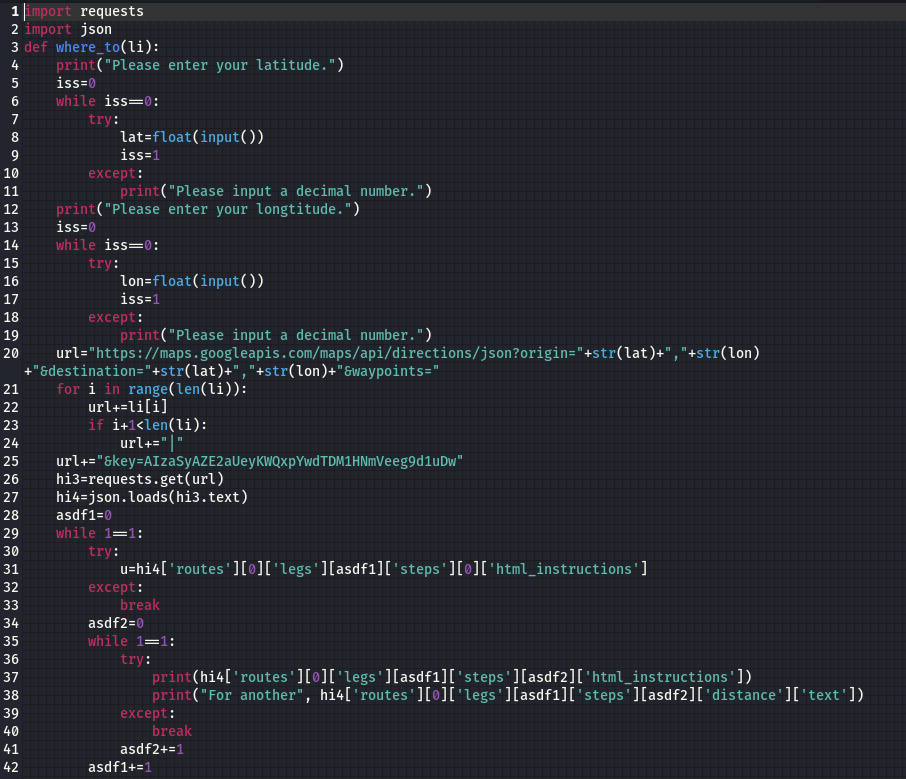 1 import requests
2 import json
3 def where_to(li):
4     print("Please enter your latitude.")
5     iss=0
6     while iss==0:
7         try:
8             lat=float(input())
9             iss=1
10         except:
11             print("Please input a decimal number.")
12     print("Please enter your longtitude.")
13     iss=0
14     while iss==0:
15         try:
16             lon=float(input())
17             iss=1
18         except:
19             print("Please input a decimal number.")
20     url="https://maps.googleapis.com/maps/api/directions/json?origin="+str(lat)+","+str(lon)
+"&destination="+str(lat)+","+str(lon)+"&waypoints="
21     for i in range(len(li)):
22         url+=li[i]
23         if i+1<len(li):
24             url+="|"
25     url+="&key=AIzaSyAZE2aUeyKWQxpYwdTDM1HNmVeeg9d1uDw"
26     hi3=requests.get(url)
27     hi4=json.loads(hi3.text)
28     asdf1=0
29     while 1==1:
30         try:
31             u=hi4['routes'][0]['legs'][asdf1]['steps'][0]['html_instructions']
32         except:
33             break
34         asdf2=0
35         while 1==1:
36             try:
37                 print(hi4['routes'][0]['legs'][asdf1]['steps'][asdf2]['html_instructions'])
38                 print("For another", hi4['routes'][0]['legs'][asdf1]['steps'][asdf2]['distance']['text'])
39             except:
40                 break
41             asdf2+=1
42         asdf1+=1